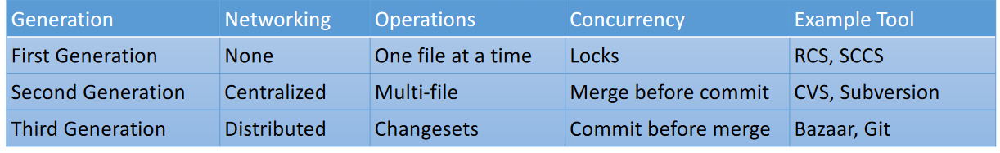 Generation Networking Operations Concurrency Example Tool
First Generation None One file at a time Locks RCS, SCCS
Second Generation Centralized Multi-file Merge before commit CVS, Subversion
Third Generation Distributed Changesets Commit before merge Bazaar, Git